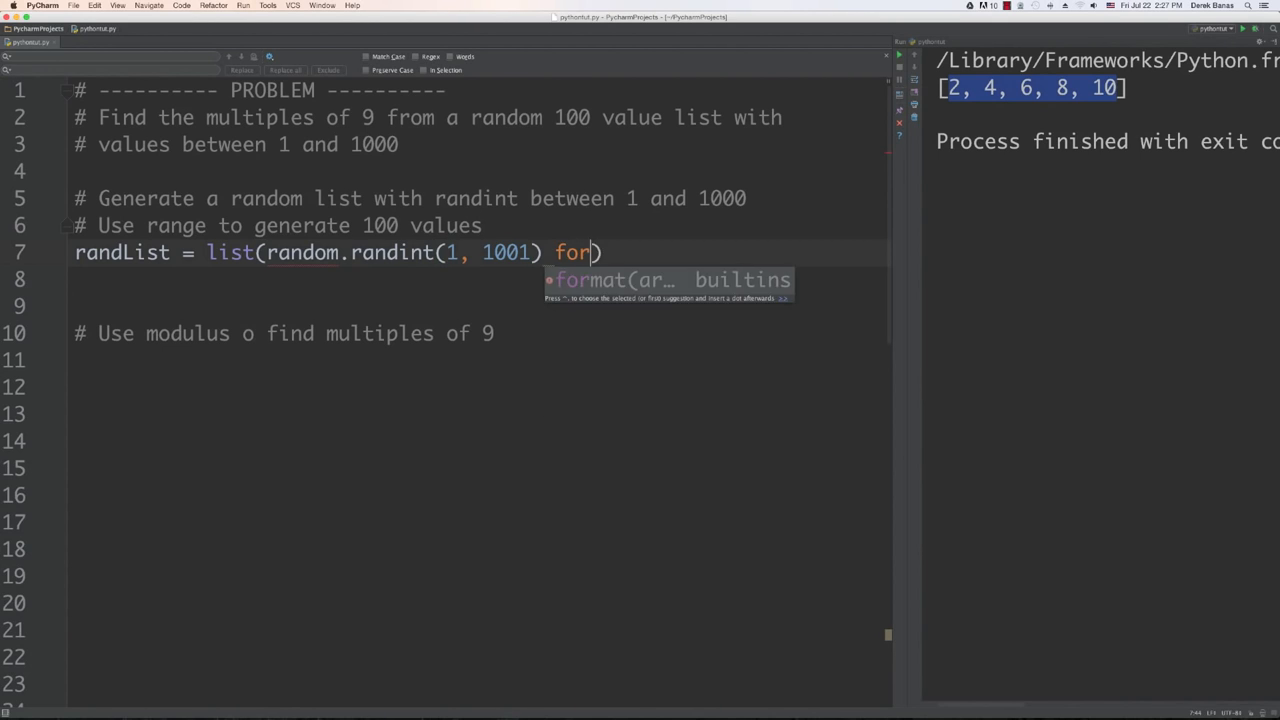 PyCharm File Edit View Navigate Code Refactor Run Tools VCS Window Help 10 Fri Jul 22 2:27 PM Derek Banas
pythontut.py - PycharmProjects - [~/PycharmProjects]
PycharmProjects pythontut.py pythontut
pythontut.py Run pythontut
Match Case Regex Words
Replace Replace all Exclude Preserve Case In Selection
1 # ---------- PROBLEM ----------
2 # Find the multiples of 9 from a random 100 value list with
3 # values between 1 and 1000
4
5 # Generate a random list with randint between 1 and 1000
6 # Use range to generate 100 values
7 randList = list(random.randint(1, 1001) for)
format(ar… builtins
Press ^. to choose the selected (or first) suggestion and insert a dot afterwards >>
8
9
10 # Use modulus o find multiples of 9
11
12
13
14
15
16
17
18
19
20
21
22
23
/Library/Frameworks/Python.fr
[2, 4, 6, 8, 10]
Process finished with exit co
7:44 LF÷ UTF-8÷